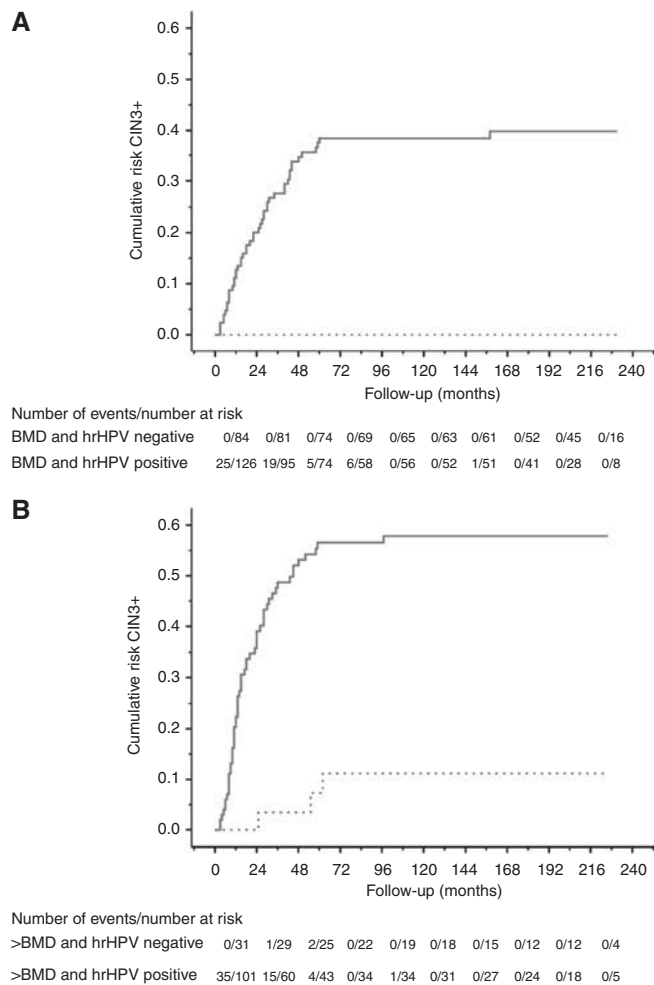 A
0.6
0.5
0.4
0.3
0.2
0.1
0.0
Cumulative risk CIN3+
0 24 48 72 96 120 144 168 192 216 240
Follow-up (months)
Number of events/number at risk
BMD and hrHPV negative 0/84 0/81 0/74 0/69 0/65 0/63 0/61 0/52 0/45 0/16
BMD and hrHPV positive 25/126 19/95 5/74 6/58 0/56 0/52 1/51 0/41 0/28 0/8
B
0.6
0.5
0.4
0.3
0.2
0.1
0.0
Cumulative risk CIN3+
0 24 48 72 96 120 144 168 192 216 240
Follow-up (months)
Number of events/number at risk
>BMD and hrHPV negative 0/31 1/29 2/25 0/22 0/19 0/18 0/15 0/12 0/12 0/4
>BMD and hrHPV positive 35/101 15/60 4/43 0/34 1/34 0/31 0/27 0/24 0/18 0/5